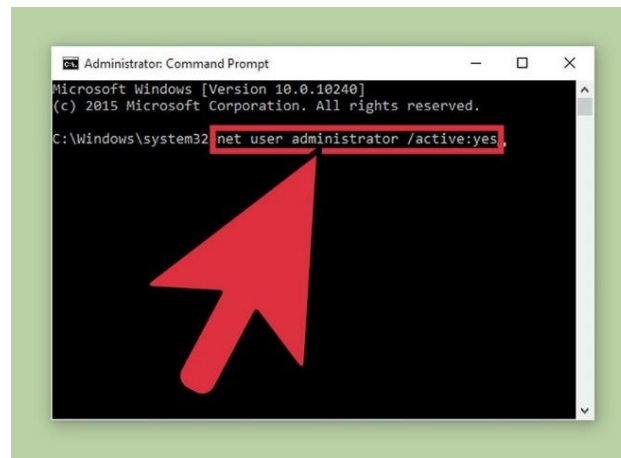 Administrator: Command Prompt
Microsoft Windows [Version 10.0.10240]
(c) 2015 Microsoft Corporation. All rights reserved.
C:\Windows\system32 net user administrator /active:yes